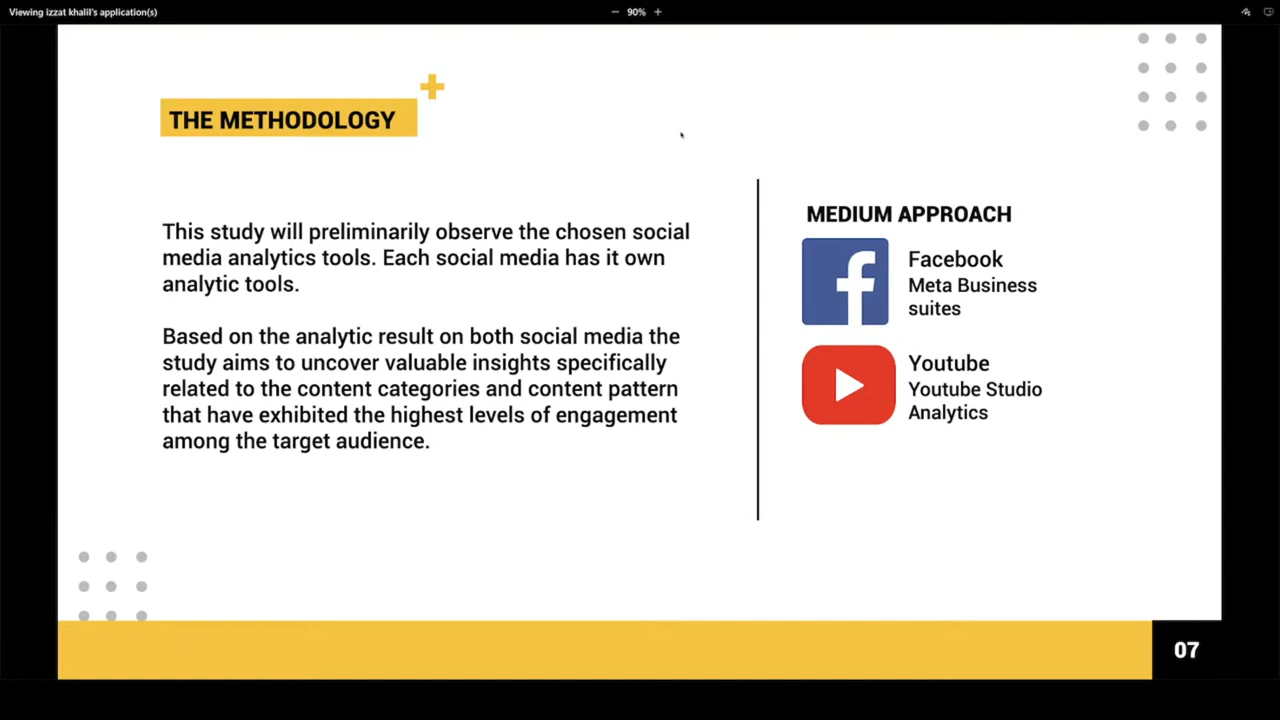 Viewing izzat khalil's application(s)
90%
THE METHODOLOGY
This study will preliminarily observe the chosen social
media analytics tools. Each social media has it own
analytic tools.
Based on the analytic result on both social media the
study aims to uncover valuable insights specifically
related to the content categories and content pattern
that have exhibited the highest levels of engagement
among the target audience.
MEDIUM APPROACH
Facebook
Meta Business
suites
Youtube
Youtube Studio
Analytics
07